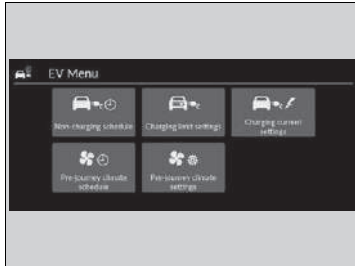 EV Menu
Non-charging schedule
Charging limit settings
Charging current
settings
Pre-journey climate
schedule
Pre-journey climate
settings